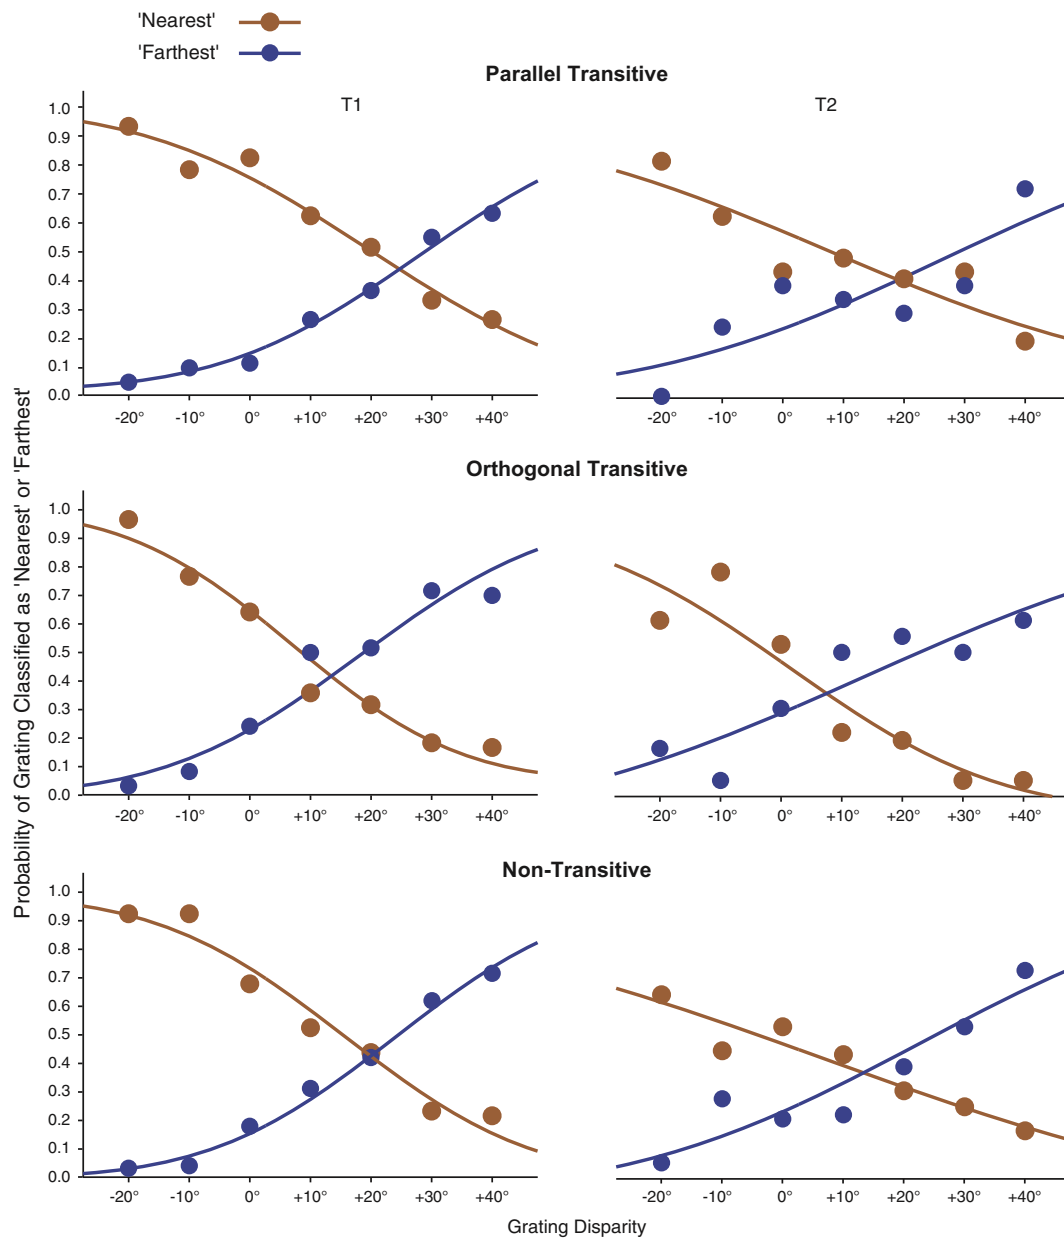 'Nearest'
'Farthest'
Parallel Transitive
T1 T2
1.0
0.9
0.8
0.7
0.6
0.5
0.4
0.3
0.2
0.1
0.0
-20° -10° 0° +10° +20° +30° +40°
-20° -10° 0° +10° +20° +30° +40°
Orthogonal Transitive
1.0
0.9
0.8
0.7
0.6
0.5
0.4
0.3
0.2
0.1
0.0
-20° -10° 0° +10° +20° +30° +40°
-20° -10° 0° +10° +20° +30° +40°
Non-Transitive
1.0
0.9
0.8
0.7
0.6
0.5
0.4
0.3
0.2
0.1
0.0
-20° -10° 0° +10° +20° +30° +40°
-20° -10° 0° +10° +20° +30° +40°
Probability of Grating Classified as 'Nearest' or 'Farthest'
Grating Disparity